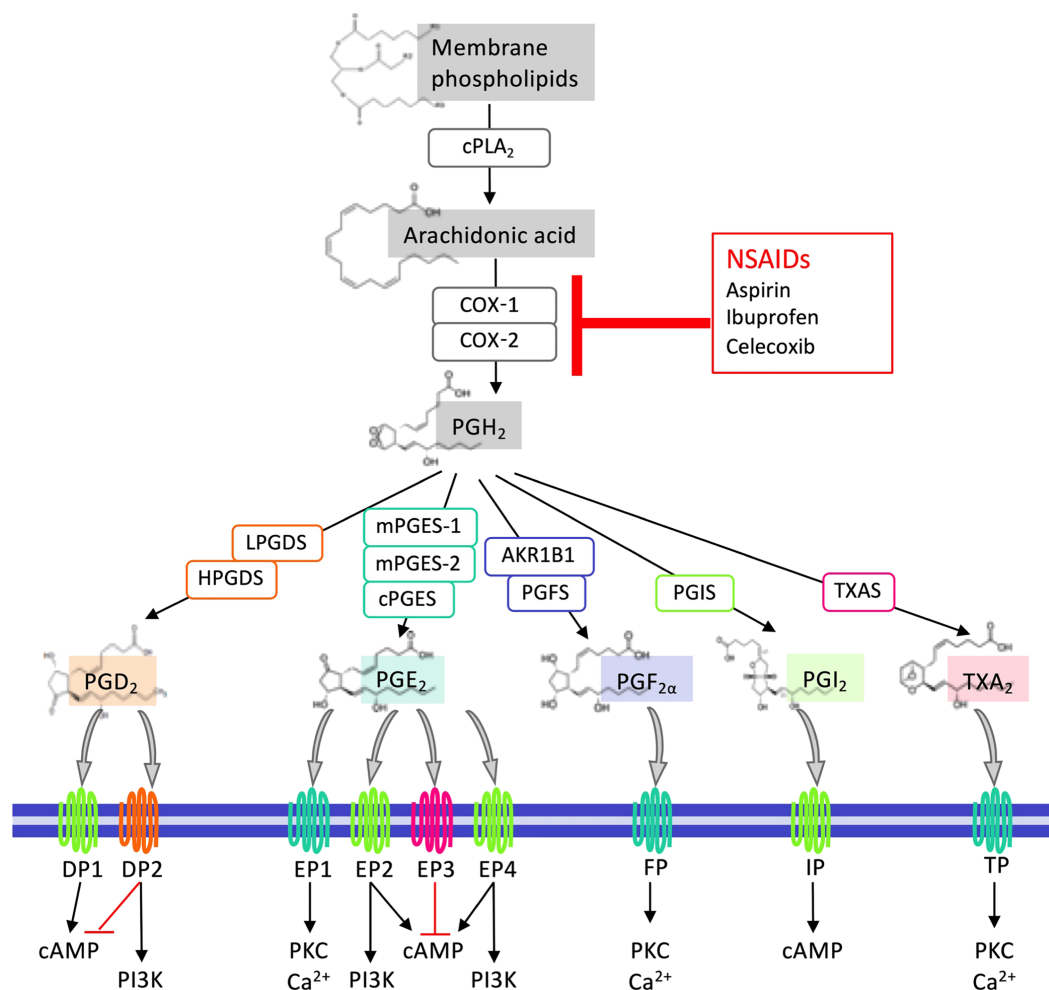 Membrane
phospholipids
cPLA₂
Arachidonic acid
COX-1
COX-2
NSAIDs
Aspirin
Ibuprofen
Celecoxib
PGH₂
LPGDS
HPGDS
mPGES-1
mPGES-2
cPGES
AKR1B1
PGFS
PGIS
TXAS
PGD₂
PGE₂
PGF₂α
PGI₂
TXA₂
DP1 DP2 EP1 EP2 EP3 EP4 FP IP TP
cAMP PKC cAMP PKC cAMP PKC
PI3K Ca²⁺ PI3K PI3K Ca²⁺ Ca²⁺